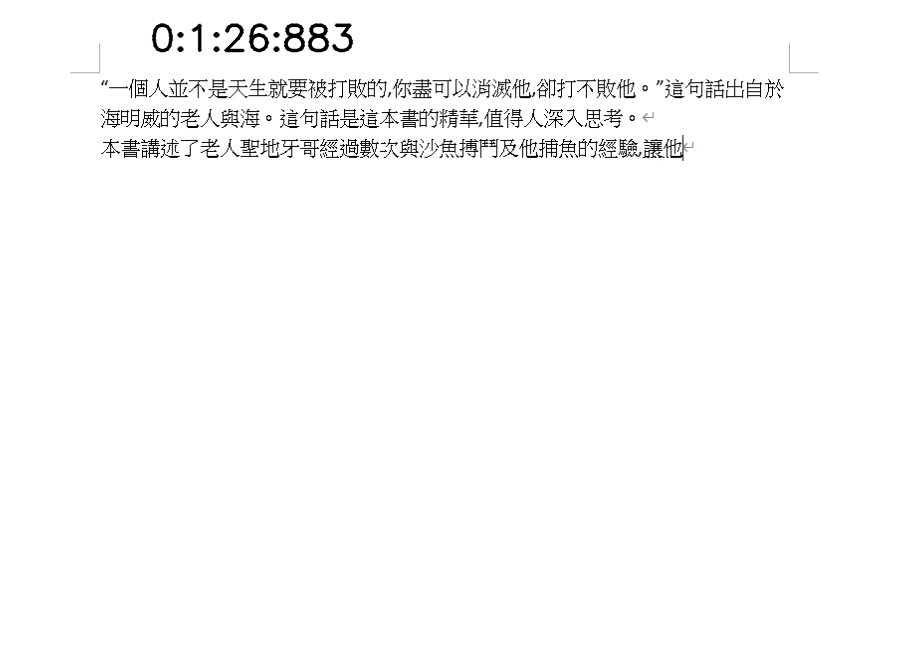 0:1:26:883
“一個人並不是天生就要被打敗的,你盡可以消滅他,卻打不敗他。”這句話出自於
海明威的老人與海。這句話是這本書的精華,值得人深入思考。
本書講述了老人聖地牙哥經過數次與沙魚搏鬥及他捕魚的經驗,讓他